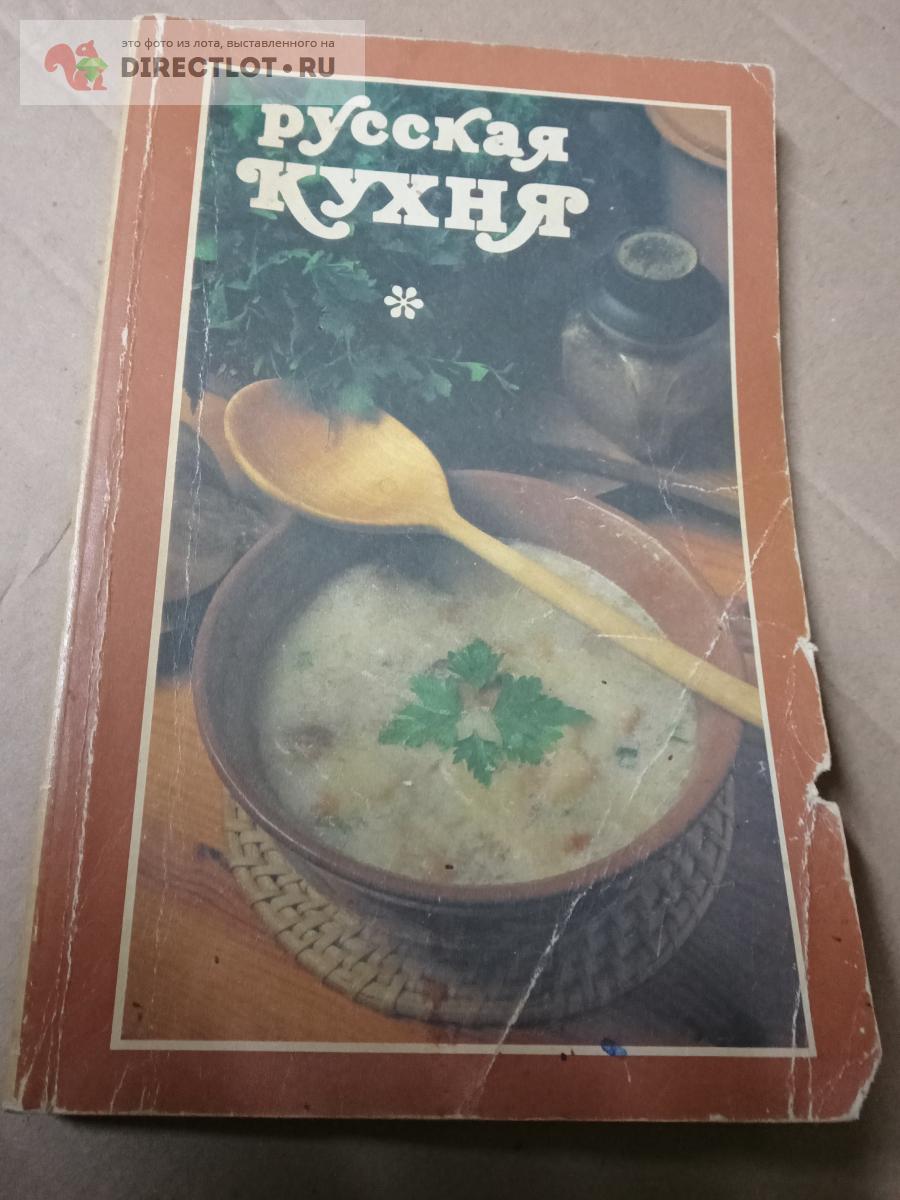 это фото из лота, выставленного на
DIRECTLOT•RU
русская
кухня